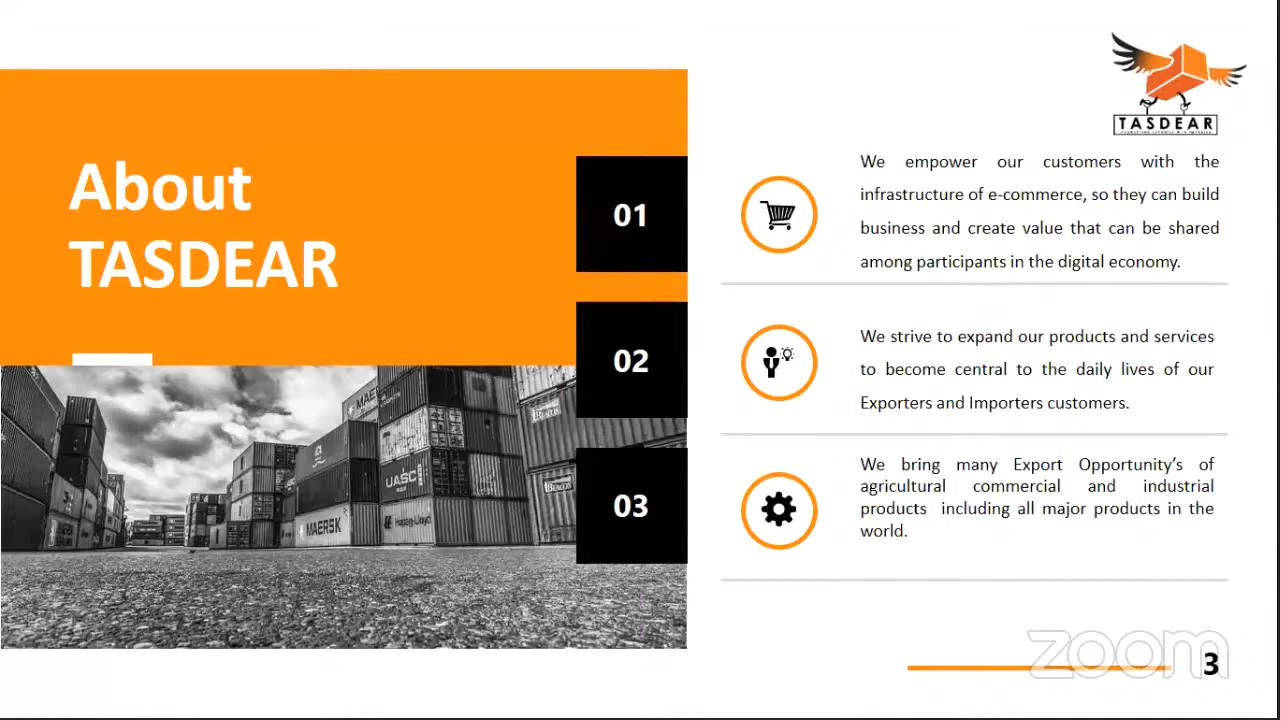 TASDEAR
About
TASDEAR
01
We empower our customers with the
infrastructure of e-commerce, so they can build
business and create value that can be shared
among participants in the digital economy.
02
We strive to expand our products and services
to become central to the daily lives of our
Exporters and Importers customers.
03
We bring many Export Opportunity's of
agricultural commercial and industrial
products including all major products in the
world.
UASC
MAERSK
Hapag-Lloyd
zoom
3